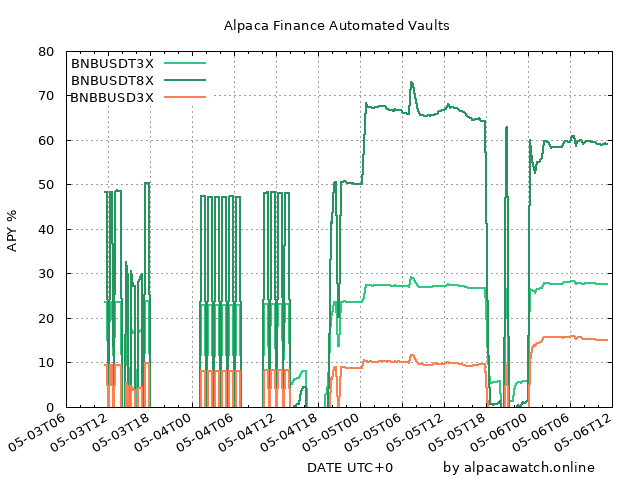 Alpaca Finance Automated Vaults
80
70
60
50
40
30
20
10
0
APY %
BNBUSDT3X
BNBUSDT8X
BNBBUSD3X
05-03T06
05-03T12
05-03T18
05-04T00
05-04T06
05-04T12
05-04T18
05-05T00
05-05T06
05-05T12
05-05T18
05-06T00
05-06T06
05-06T12
DATE UTC+0
by alpacawatch.online